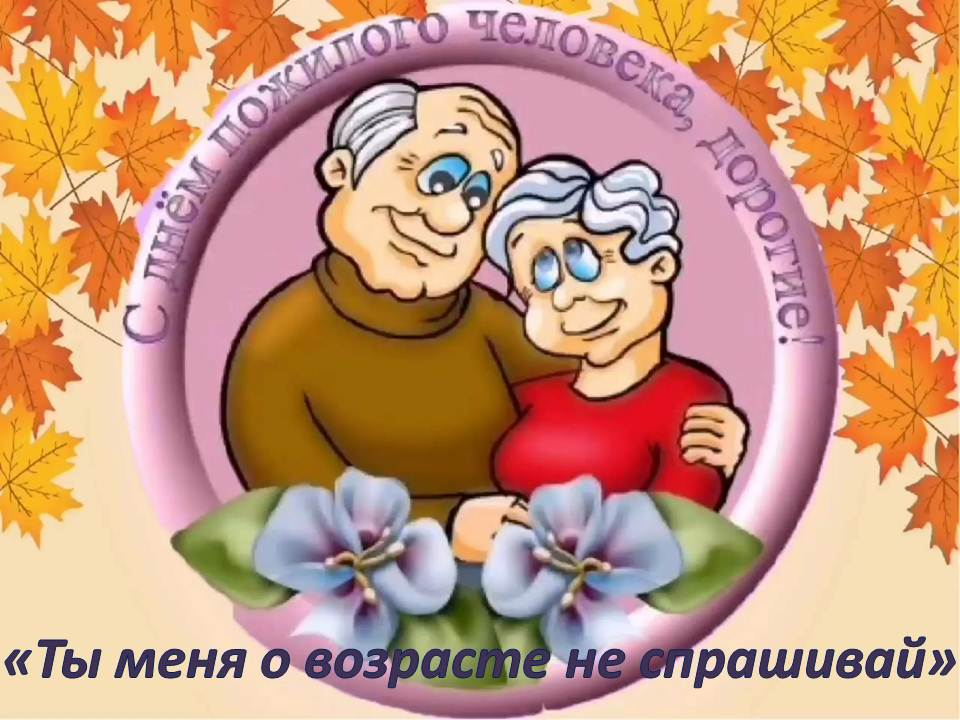 С днём пожилого человека, дорогие!
«Ты меня о возрасте не спрашивай»